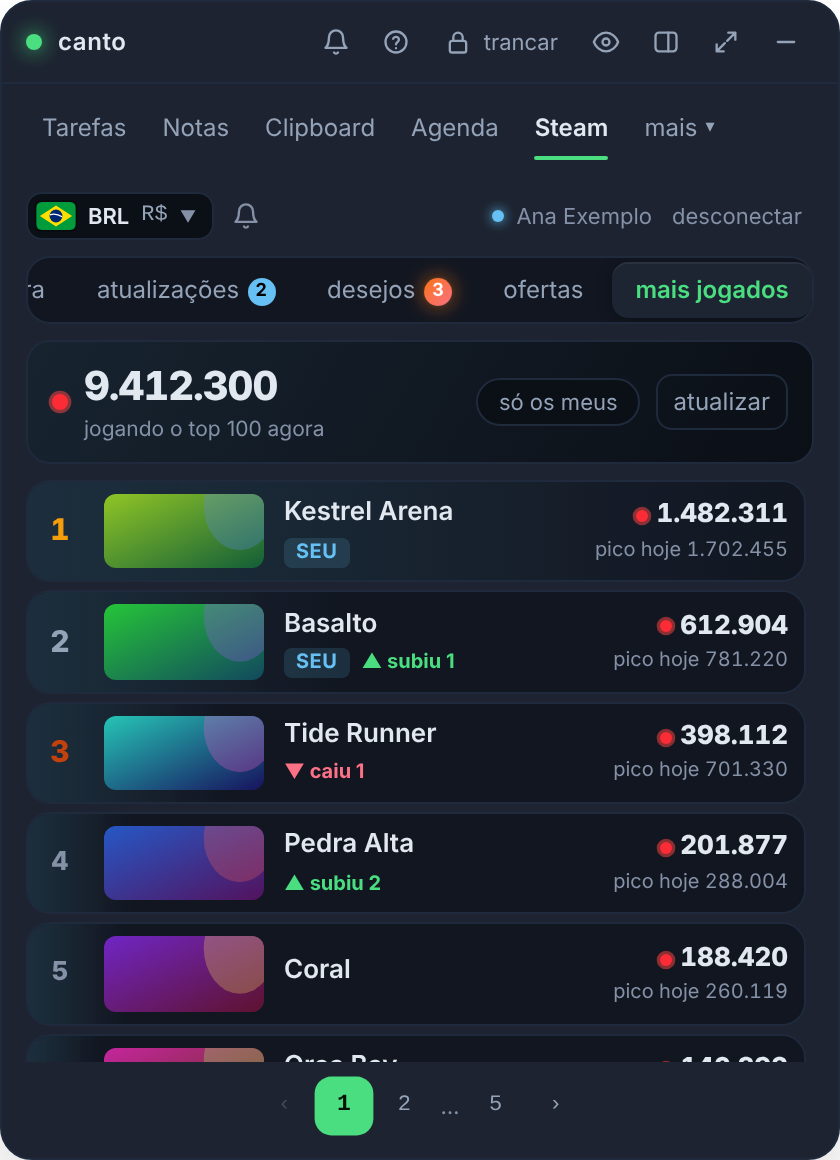 canto
trancar
Tarefas Notas Clipboard Agenda Steam mais ▼
BRL R$ ▼
Ana Exemplo desconectar
ra atualizações 2 desejos 3 ofertas mais jogados
9.412.300
jogando o top 100 agora
só os meus atualizar
1
Kestrel Arena
SEU
1.482.311
pico hoje 1.702.455
2
Basalto
SEU ▲ subiu 1
612.904
pico hoje 781.220
3
Tide Runner
▼ caiu 1
398.112
pico hoje 701.330
4
Pedra Alta
▲ subiu 2
201.877
pico hoje 288.004
5
Coral
188.420
pico hoje 260.119
‹ 1 2 ... 5 ›